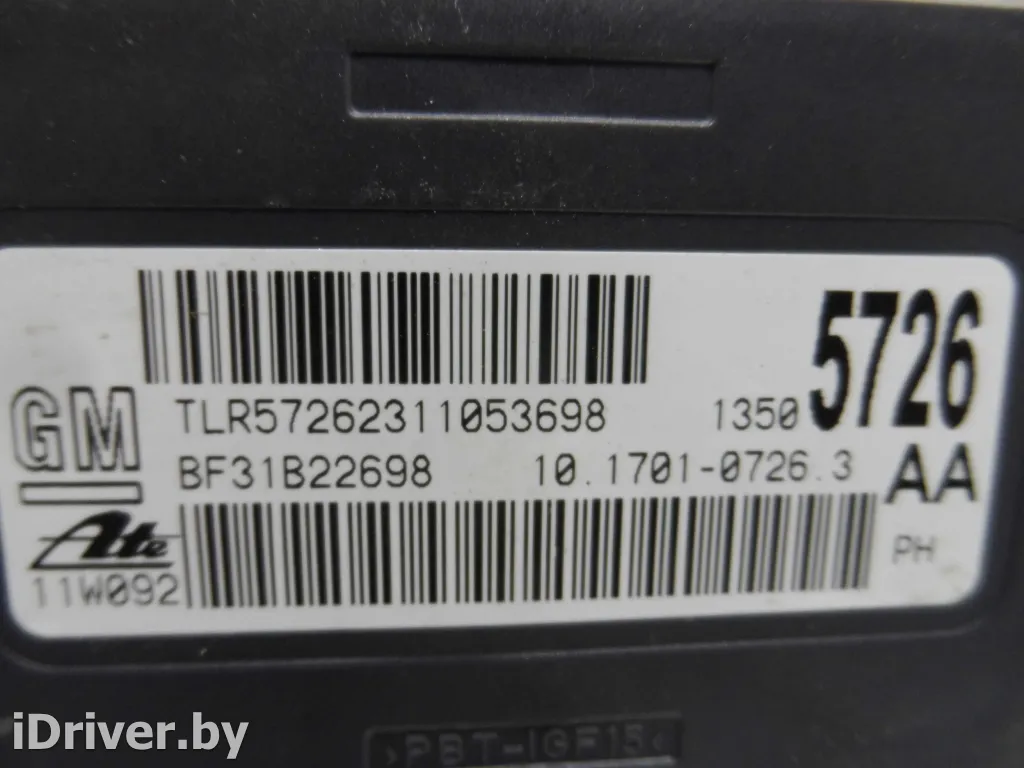 TLR57262311053698 1350 5726
GM
BF31B22698 10.1701-0726.3 AA
Ate
11W092
PH
>PBT-IGF15<
iDriver.by